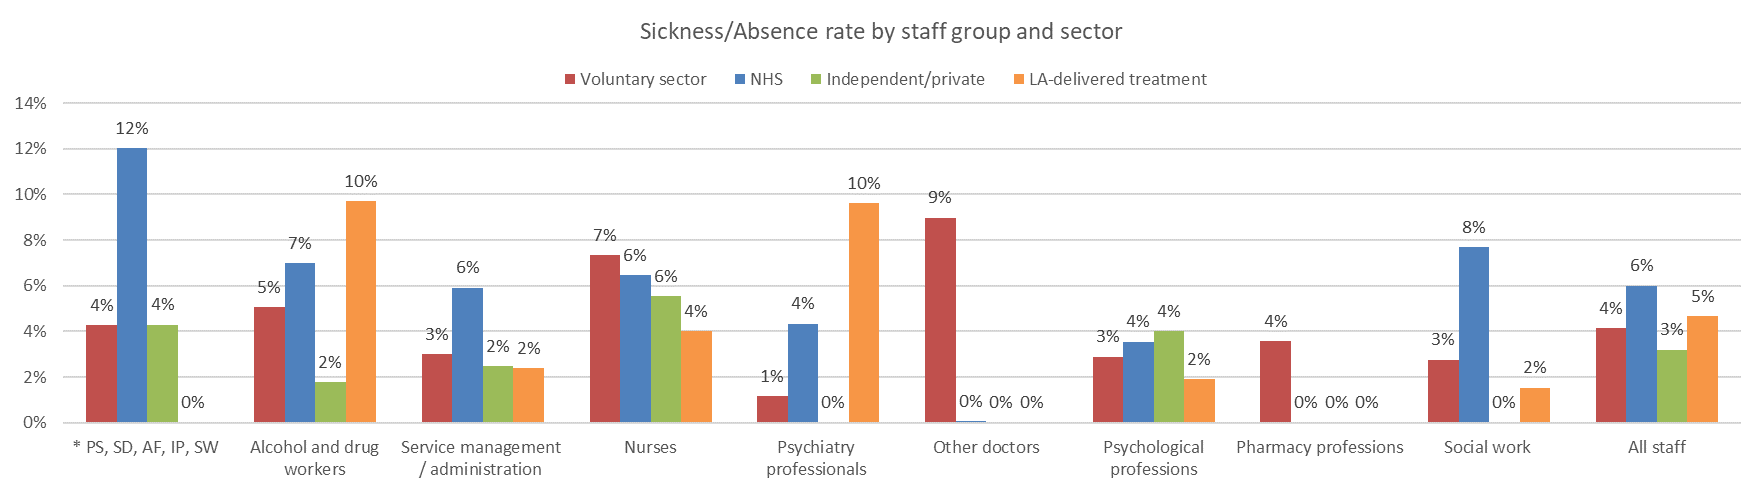 Sickness/Absence rate by staff group and sector
Voluntary sector NHS Independent/private LA-delivered treatment
14%
12%
10%
8%
6%
4%
2%
0%
4% 12% 4% 0%
5% 7% 2% 10%
3% 6% 2% 2%
7% 6% 6% 4%
1% 4% 0% 10%
9% 0% 0% 0%
3% 4% 4% 2%
4% 0% 0% 0%
3% 8% 0% 2%
4% 6% 3% 5%
* PS, SD, AF, IP, SW
Alcohol and drug
workers
Service management
/ administration
Nurses
Psychiatry
professionals
Other doctors
Psychological
professions
Pharmacy professions
Social work
All staff